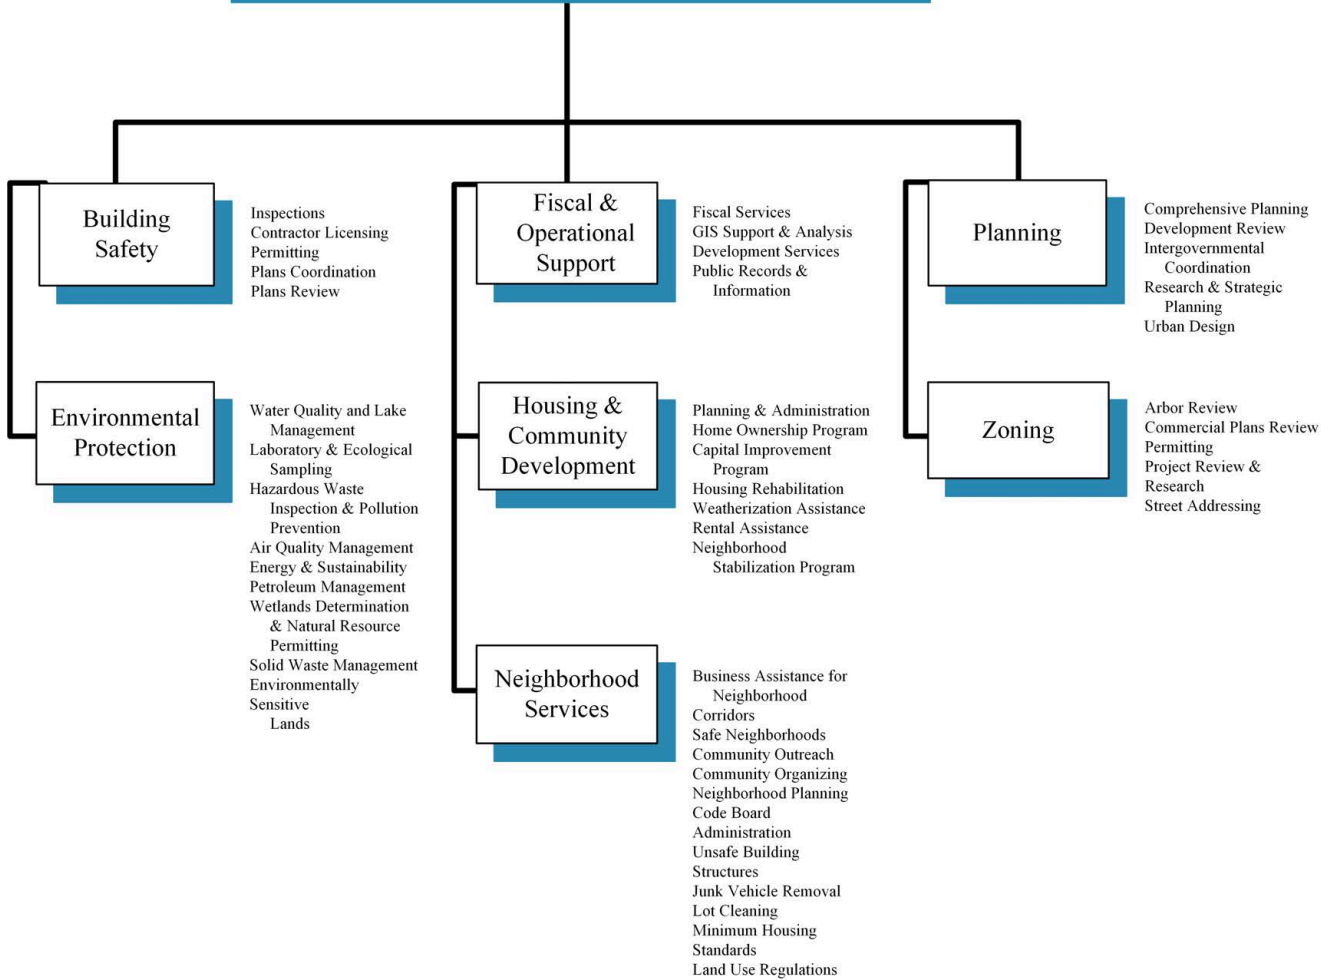 Building
Safety
Inspections
Contractor Licensing
Permitting
Plans Coordination
Plans Review
Fiscal &
Operational
Support
Fiscal Services
GIS Support & Analysis
Development Services
Public Records &
Information
Planning
Comprehensive Planning
Development Review
Intergovernmental
Coordination
Research & Strategic
Planning
Urban Design
Environmental
Protection
Water Quality and Lake
Management
Laboratory & Ecological
Sampling
Hazardous Waste
Inspection & Pollution
Prevention
Air Quality Management
Energy & Sustainability
Petroleum Management
Wetlands Determination
& Natural Resource
Permitting
Solid Waste Management
Environmentally
Sensitive
Lands
Housing &
Community
Development
Planning & Administration
Home Ownership Program
Capital Improvement
Program
Housing Rehabilitation
Weatherization Assistance
Rental Assistance
Neighborhood
Stabilization Program
Zoning
Arbor Review
Commercial Plans Review
Permitting
Project Review &
Research
Street Addressing
Neighborhood
Services
Business Assistance for
Neighborhood
Corridors
Safe Neighborhoods
Community Outreach
Community Organizing
Neighborhood Planning
Code Board
Administration
Unsafe Building
Structures
Junk Vehicle Removal
Lot Cleaning
Minimum Housing
Standards
Land Use Regulations